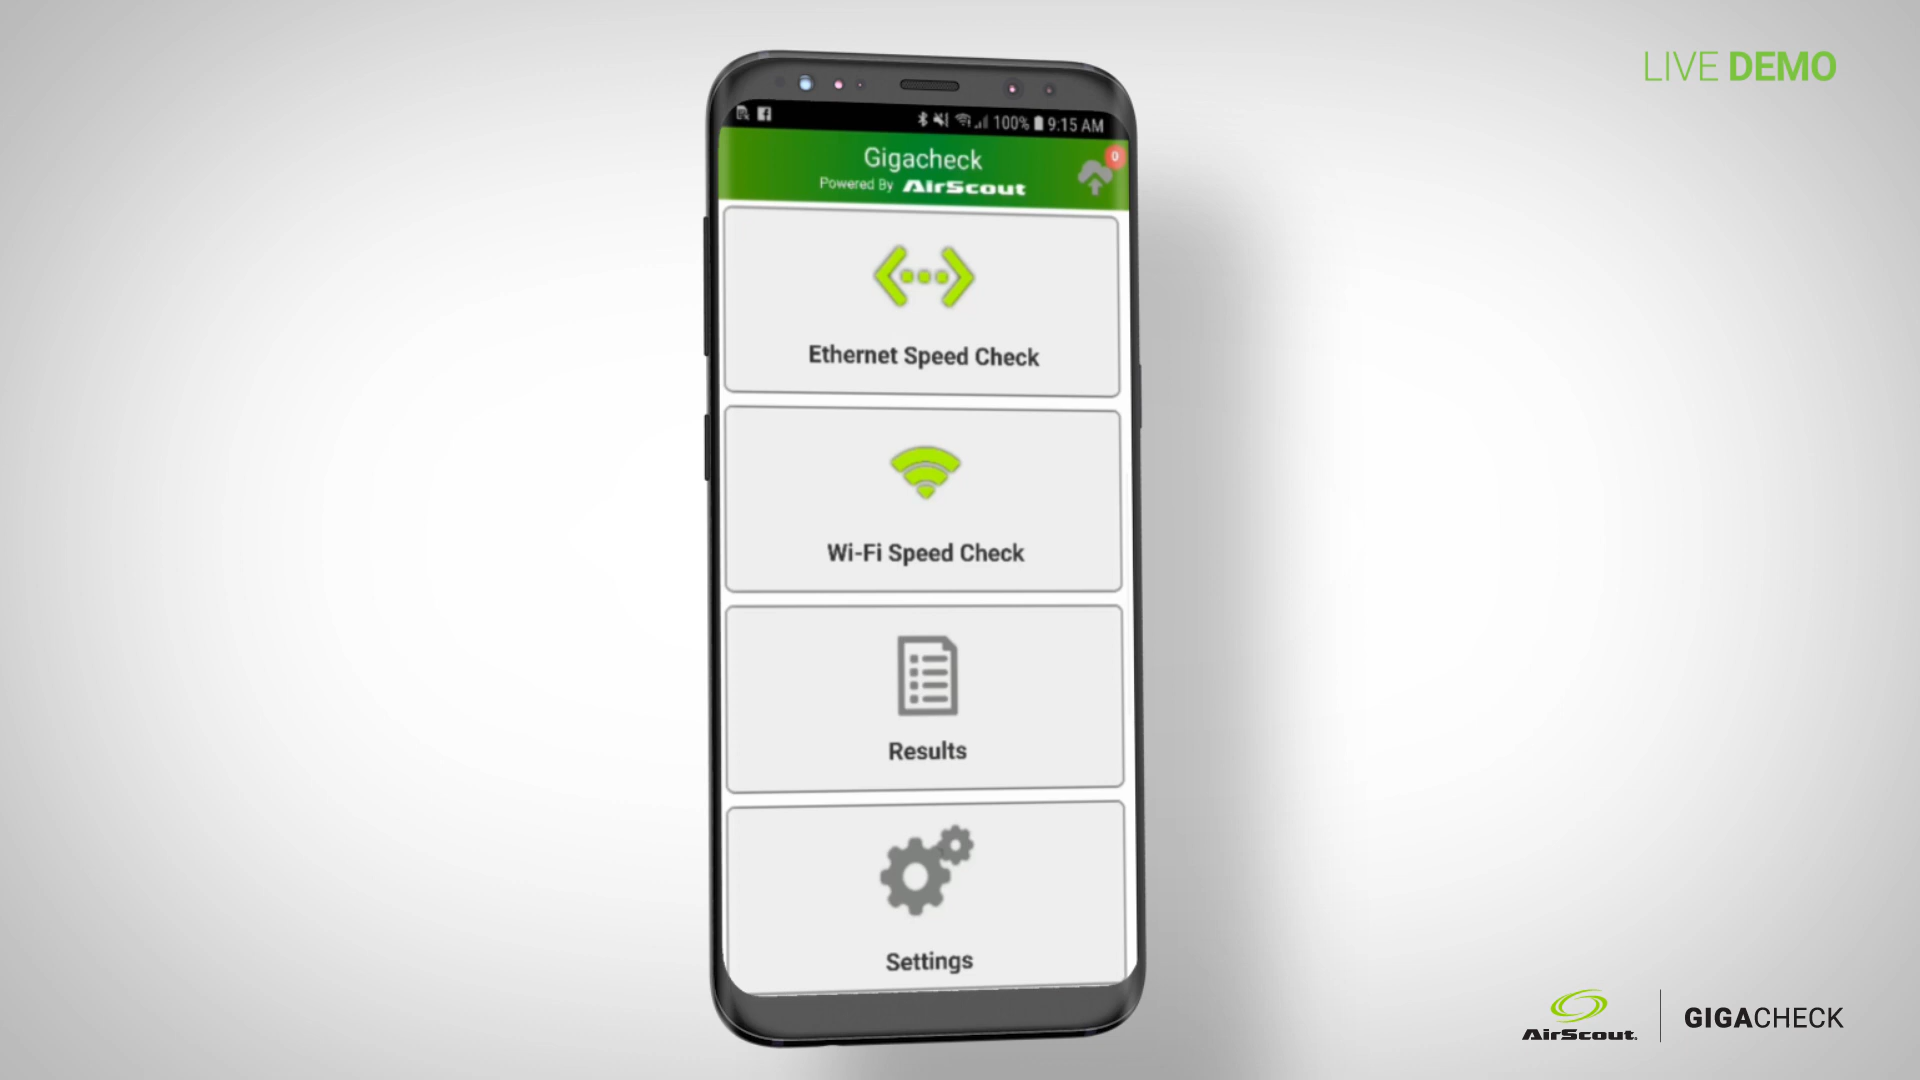 LIVE DEMO
100% 9:15 AM
Gigacheck
0
Powered By AirScout
Ethernet Speed Check
Wi-Fi Speed Check
Results
Settings
AirScout.
GIGACHECK